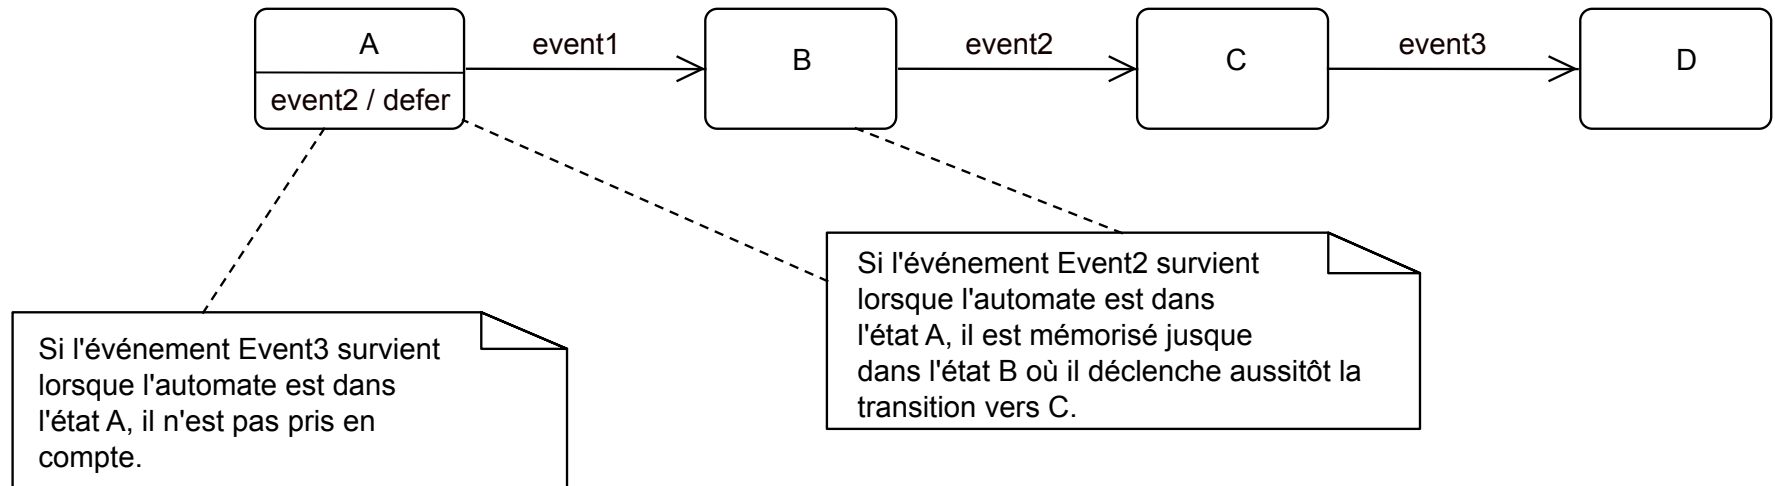 A
event1
B
event2
C
event3
D
event2 / defer
Si l'événement Event2 survient
lorsque l'automate est dans
l'état A, il est mémorisé jusque
dans l'état B où il déclenche aussitôt la
transition vers C.
Si l'événement Event3 survient
lorsque l'automate est dans
l'état A, il n'est pas pris en
compte.